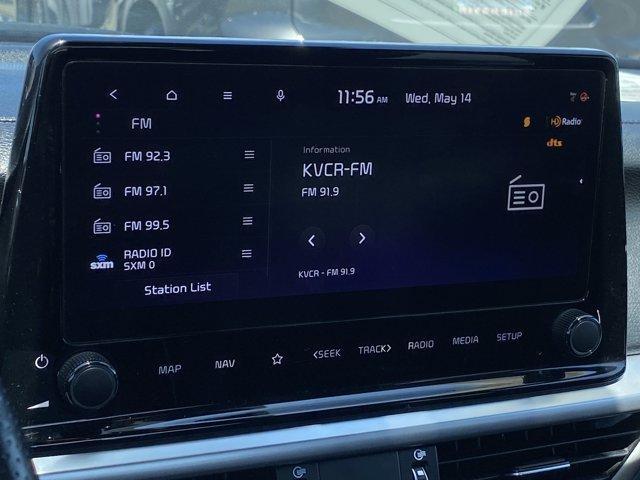 11:56 AM Wed, May 14
FM
HD Radio
dts
FM 92.3
FM 97.1
FM 99.5
sxm RADIO ID
SXM 0
Station List
Information
KVCR-FM
FM 91.9
KVCR - FM 91.9
MAP NAV <SEEK TRACK> RADIO MEDIA SETUP